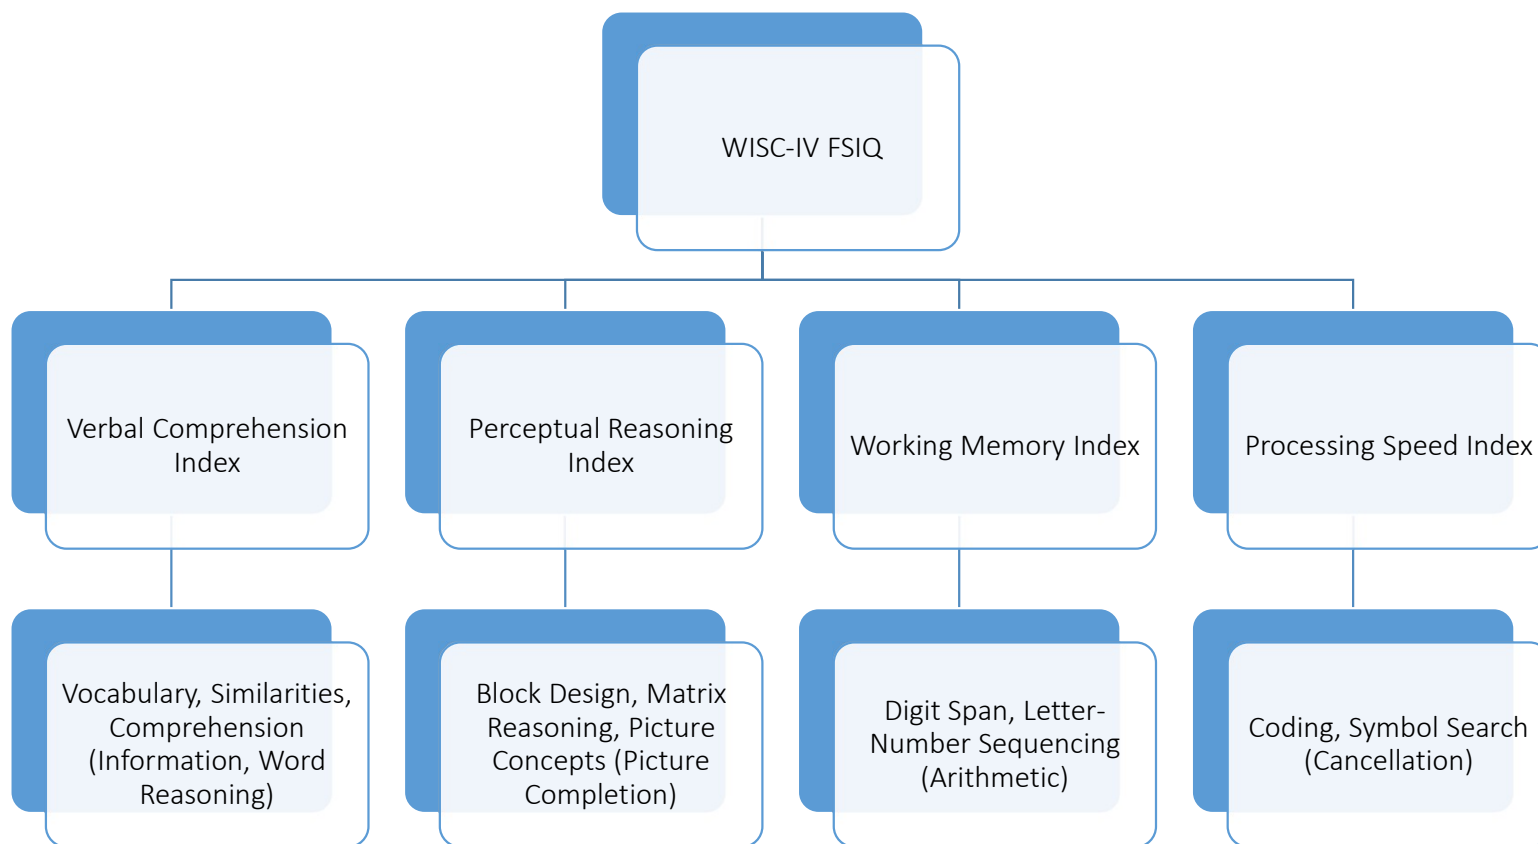 WISC-IV FSIQ
Verbal Comprehension
Index
Perceptual Reasoning
Index
Working Memory Index
Processing Speed Index
Vocabulary, Similarities,
Comprehension
(Information, Word
Reasoning)
Block Design, Matrix
Reasoning, Picture
Concepts (Picture
Completion)
Digit Span, Letter-
Number Sequencing
(Arithmetic)
Coding, Symbol Search
(Cancellation)